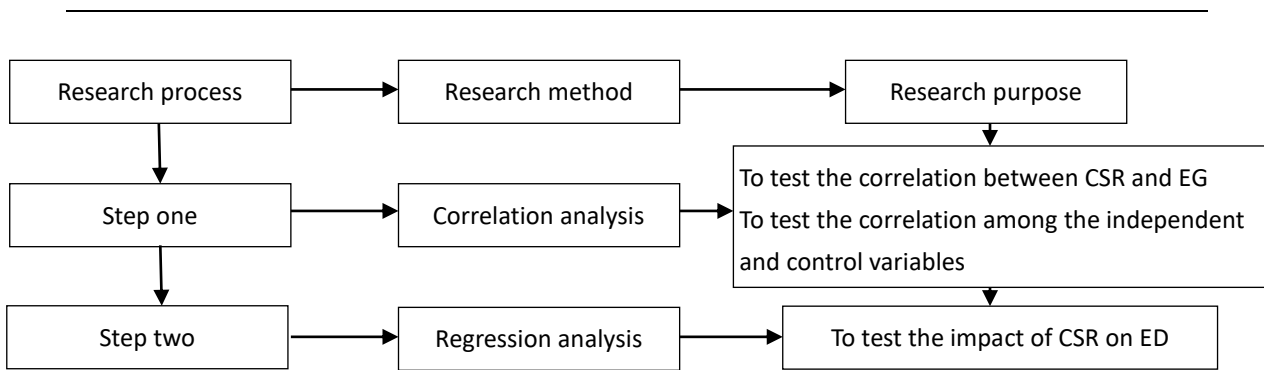 Research process
Research method
Research purpose
Step one
Correlation analysis
To test the correlation between CSR and EG
To test the correlation among the independent
and control variables
Step two
Regression analysis
To test the impact of CSR on ED